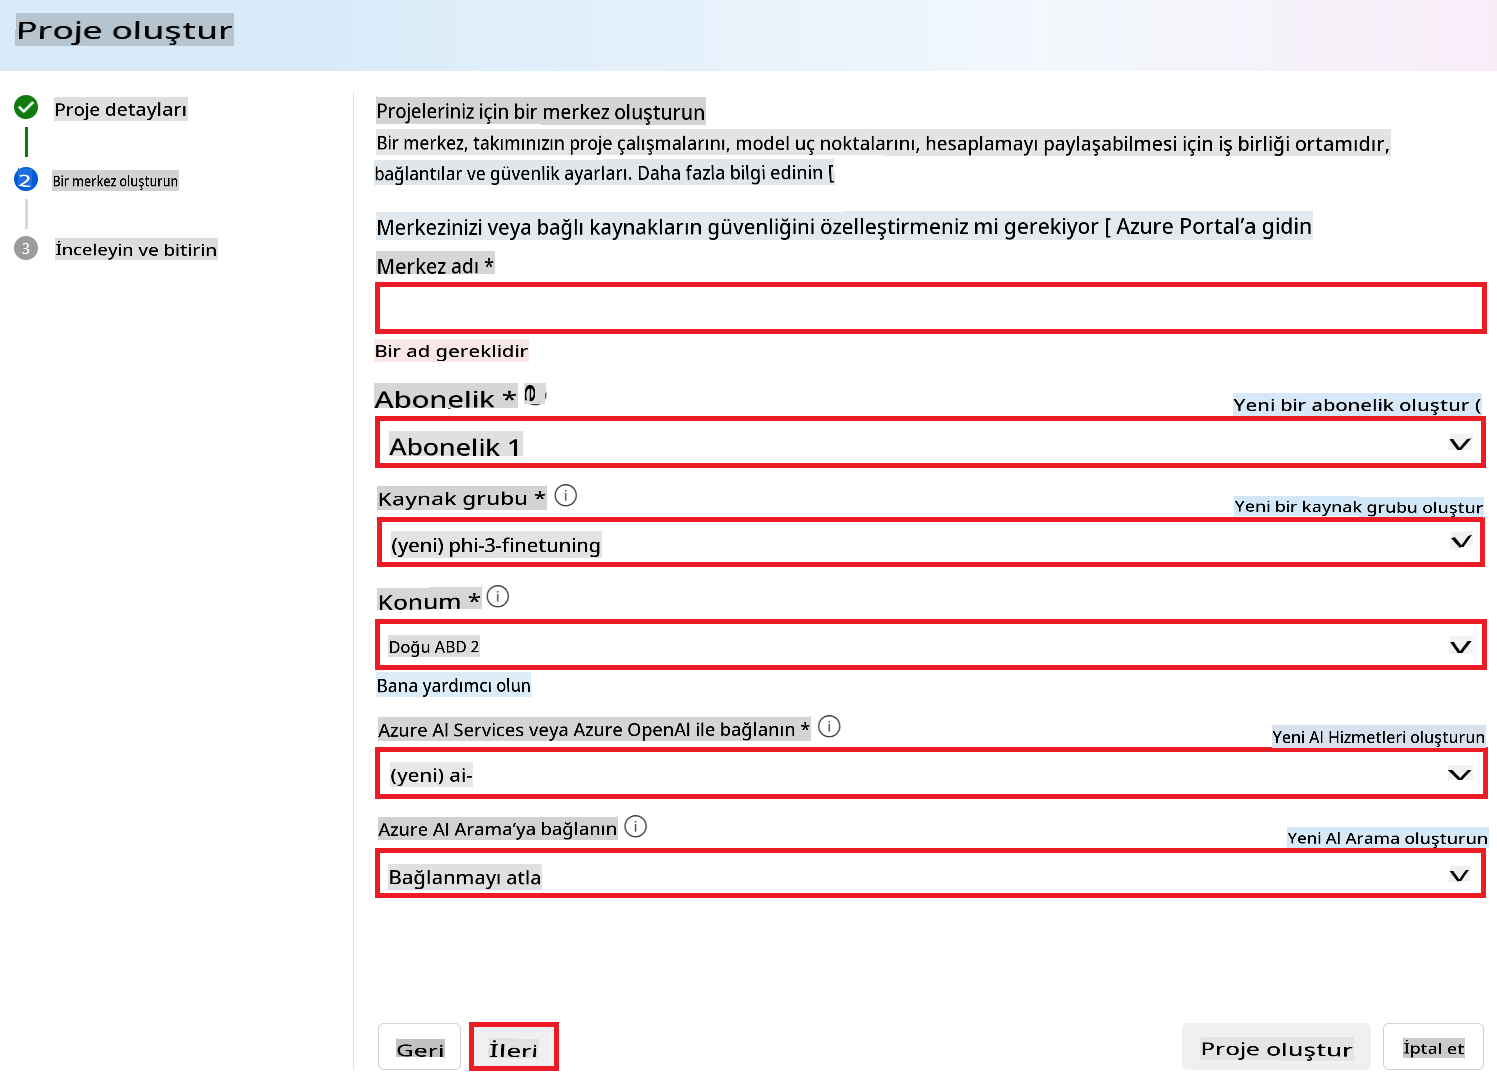 Proje oluştur
Proje detayları
2
Bir merkez oluşturun
3
İnceleyin ve bitirin
Projeleriniz için bir merkez oluşturun
Bir merkez, takımınızın proje çalışmalarını, model uç noktalarını, hesaplamayı paylaşabilmesi için iş birliği ortamıdır,
bağlantılar ve güvenlik ayarları. Daha fazla bilgi edinin [
Merkezinizi veya bağlı kaynakların güvenliğini özelleştirmeniz mi gerekiyor [ Azure Portal’a gidin
Merkez adı *
Bir ad gereklidir
Abonelik *
Yeni bir abonelik oluştur (
Abonelik 1
Kaynak grubu *
Yeni bir kaynak grubu oluştur
(yeni) phi-3-finetuning
Konum *
Doğu ABD 2
Bana yardımcı olun
Azure Al Services veya Azure OpenAl ile bağlanın *
Yeni Al Hizmetleri oluşturun
(yeni) ai-
Azure Al Arama’ya bağlanın
Yeni Al Arama oluşturun
Bağlanmayı atla
Geri
İleri
Proje oluştur
İptal et